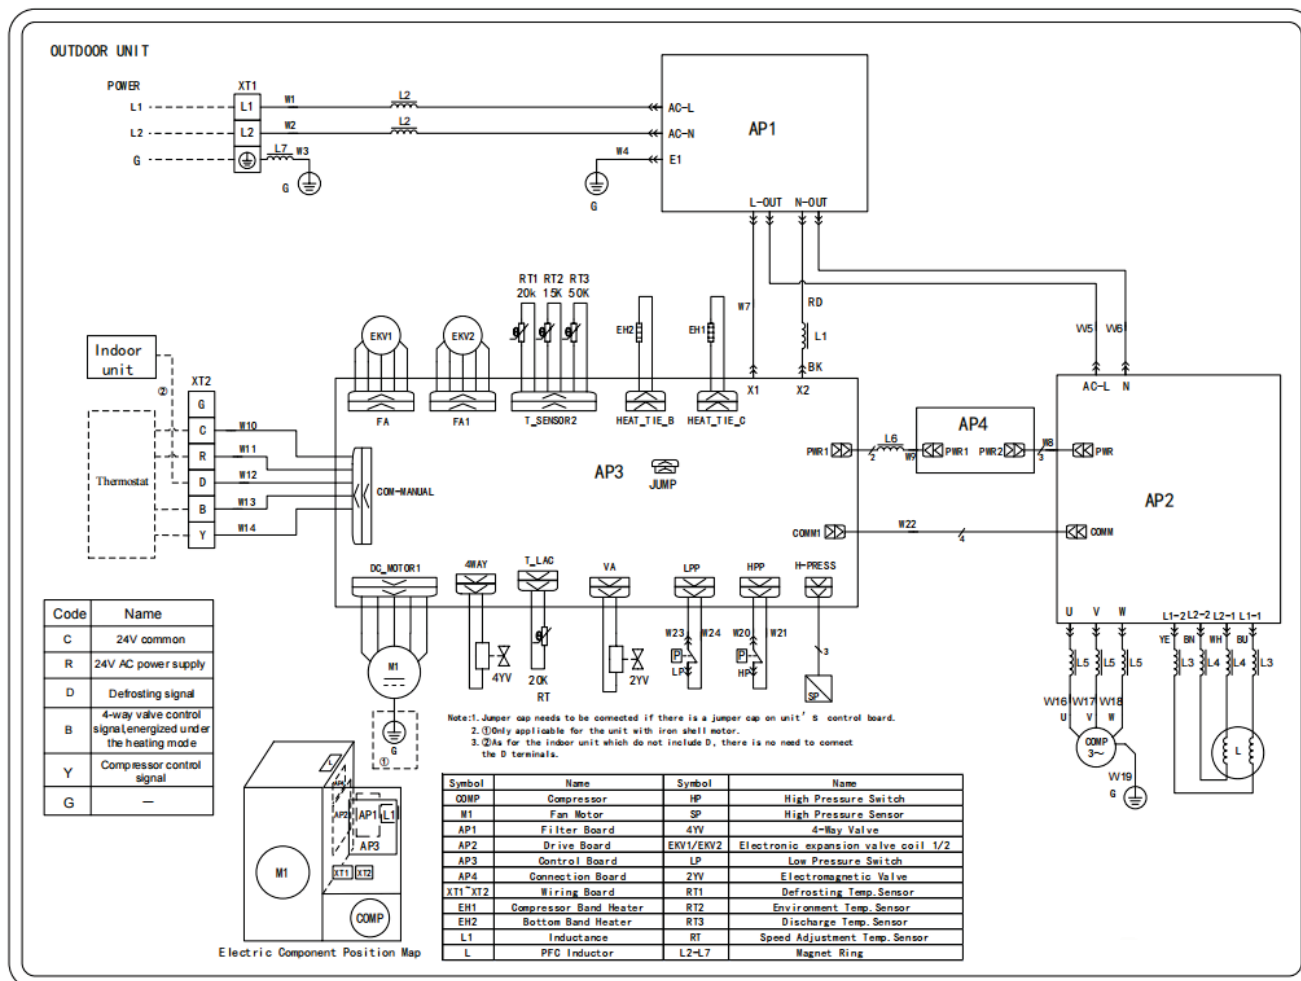 OUTDOOR UNIT
POWER
XT1
L1
L1
W1
L2
AC-L
L2
L2
W2
L2
AC-N
AP1
G
L7
W3
W4
E1
G
G
L-OUT N-OUT
RT1 RT2 RT3
20k 15K 50K
W7
RD
L1
BK
W5
W6
EKV1
EKV2
EH2
EH1
X1
X2
AC-L N
FA
FA1
T_SENSOR2
HEAT_TIE_B
HEAT_TIE_C
Indoor
unit
②
XT2
G
C
W10
R
W11
D
W12
B
W13
Y
W14
Thermostat
COM-MANUAL
AP3
JUMP
PWR1
2
L6
W9
AP4
PWR1
PWR2
W8
3
PWR
AP2
COMM1
W22
4
COMM
DC_MOTOR1
4WAY
T_LAC
VA
LPP
HPP
H-PRESS
M1
G
①
4YV
20K
RT
2YV
W23
W24
P
LP
W20
W21
P
HP
3
SP
U V W
L1-2 L2-2 L2-1 L1-1
YE BN WH BU
L5 L5 L5
L3 L4 L4 L3
W16 W17 W18
U V W
COMP
3~
W19
G
L
Code Name
C 24V common
R 24V AC power supply
D Defrosting signal
B 4-way valve control
signal,energized under
the heating mode
Y Compressor control
signal
G —
Note:1. Jumper cap needs to be connected if there is a jumper cap on unit's control board.
2. ①Only applicable for the unit with iron shell motor.
3. ②As for the indoor unit which do not include D, there is no need to connect
the D terminals.
L
AP4
AP2
AP1
L1
AP3
XT1 XT2
M1
COMP
Electric Component Position Map
Symbol Name Symbol Name
COMP Compressor HP High Pressure Switch
M1 Fan Motor SP High Pressure Sensor
AP1 Filter Board 4YV 4-Way Valve
AP2 Drive Board EKV1/EKV2 Electronic expansion valve coil 1/2
AP3 Control Board LP Low Pressure Switch
AP4 Connection Board 2YV Electromagnetic Valve
XT1~XT2 Wiring Board RT1 Defrosting Temp.Sensor
EH1 Compressor Band Heater RT2 Environment Temp.Sensor
EH2 Bottom Band Heater RT3 Discharge Temp.Sensor
L1 Inductance RT Speed Adjustment Temp.Sensor
L PFC Inductor L2-L7 Magnet Ring